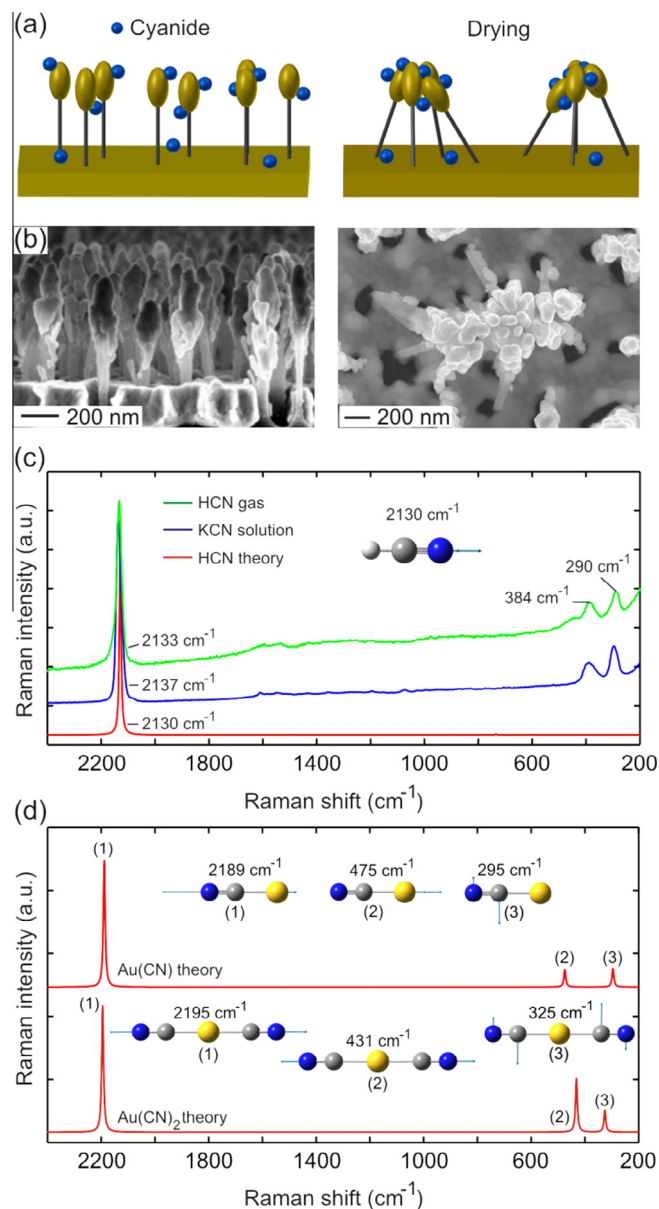 (a)
Cyanide
Drying
(b)
200 nm
200 nm
(c)
Raman intensity (a.u.)
HCN gas
KCN solution
HCN theory
2130 cm⁻¹
290 cm⁻¹
384 cm⁻¹
2133 cm⁻¹
2137 cm⁻¹
2130 cm⁻¹
2200 1800 1400 1000 600 200
Raman shift (cm⁻¹)
(d)
Raman intensity (a.u.)
(1)
2189 cm⁻¹ 475 cm⁻¹ 295 cm⁻¹
(1) (2) (3)
Au(CN) theory
(2) (3)
(1)
2195 cm⁻¹
(1)
431 cm⁻¹
(2)
325 cm⁻¹
(3)
(2) (3)
Au(CN)₂theory
2200 1800 1400 1000 600 200
Raman shift (cm⁻¹)